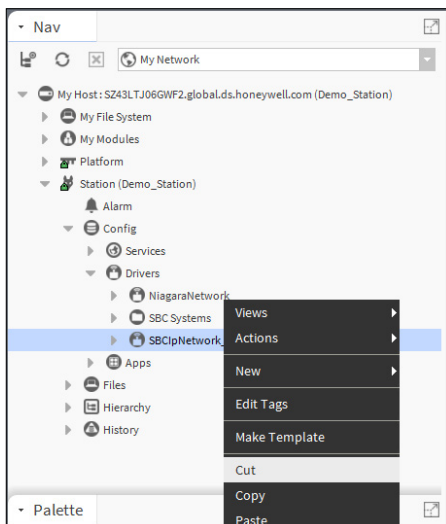 Nav
My Network
My Host : SZ43LTJ06GWF2.global.ds.honeywell.com (Demo_Station)
My File System
My Modules
Platform
Station (Demo_Station)
Alarm
Config
Services
Drivers
NiagaraNetwork
SBC Systems
SBCIpNetwork_
Apps
Files
Hierarchy
History
Views
Actions
New
Edit Tags
Make Template
Cut
Copy
Paste
Palette